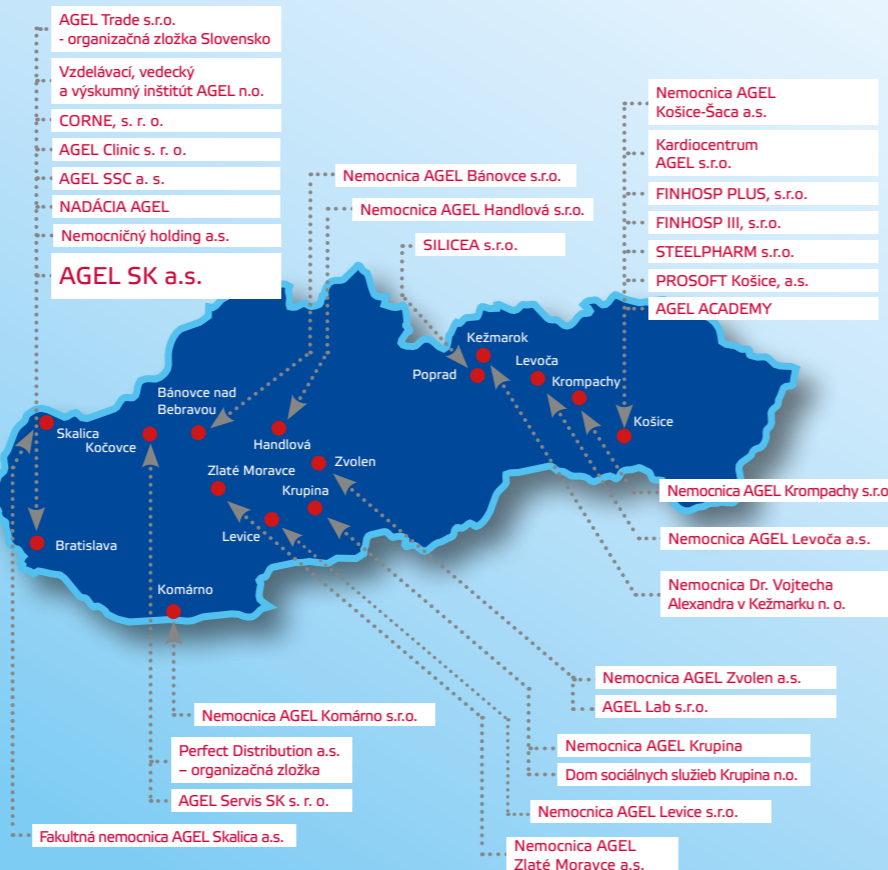 AGEL Trade s.r.o.
- organizačná zložka Slovensko
Vzdelávací, vedecký
a výskumný inštitút AGEL n.o.
CORNE, s. r. o.
AGEL Clinic s. r. o.
AGEL SSC a. s.
NADÁCIA AGEL
Nemocničný holding a.s.
AGEL SK a.s.
Nemocnica AGEL Bánovce s.r.o.
Nemocnica AGEL Handlová s.r.o.
SILICEA s.r.o.
Nemocnica AGEL
Košice-Šaca a.s.
Kardiocentrum
AGEL s.r.o.
FINHOSP PLUS, s.r.o.
FINHOSP III, s.r.o.
STEELPHARM s.r.o.
PROSOFT Košice, a.s.
AGEL ACADEMY
Kežmarok
Poprad
Levoča
Krompachy
Košice
Bánovce nad
Bebravou
Skalica
Kočovce
Handlová
Zvolen
Zlaté Moravce
Krupina
Levice
Bratislava
Komárno
Nemocnica AGEL Krompachy s.r.o
Nemocnica AGEL Levoča a.s.
Nemocnica Dr. Vojtecha
Alexandra v Kežmarku n. o.
Nemocnica AGEL Zvolen a.s.
AGEL Lab s.r.o.
Nemocnica AGEL Komárno s.r.o.
Perfect Distribution a.s.
– organizačná zložka
AGEL Servis SK s. r. o.
Nemocnica AGEL Krupina
Dom sociálnych služieb Krupina n.o.
Nemocnica AGEL Levice s.r.o.
Fakultná nemocnica AGEL Skalica a.s.
Nemocnica AGEL
Zlaté Moravce a.s.